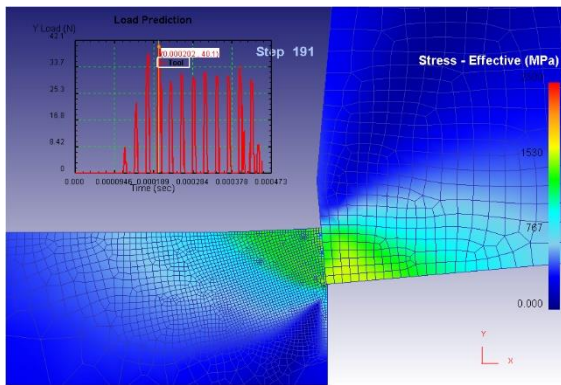 Load Prediction
Y Load (N)
42.1
33.7
25.3
16.8
8.42
0
(0.000202, 40.1)
Tool
0.000
0.0000946
0.000189
0.000284
0.000378
0.000473
Time (sec)
Step 191
Stress - Effective (MPa)
1530
767
0.000
Y
X